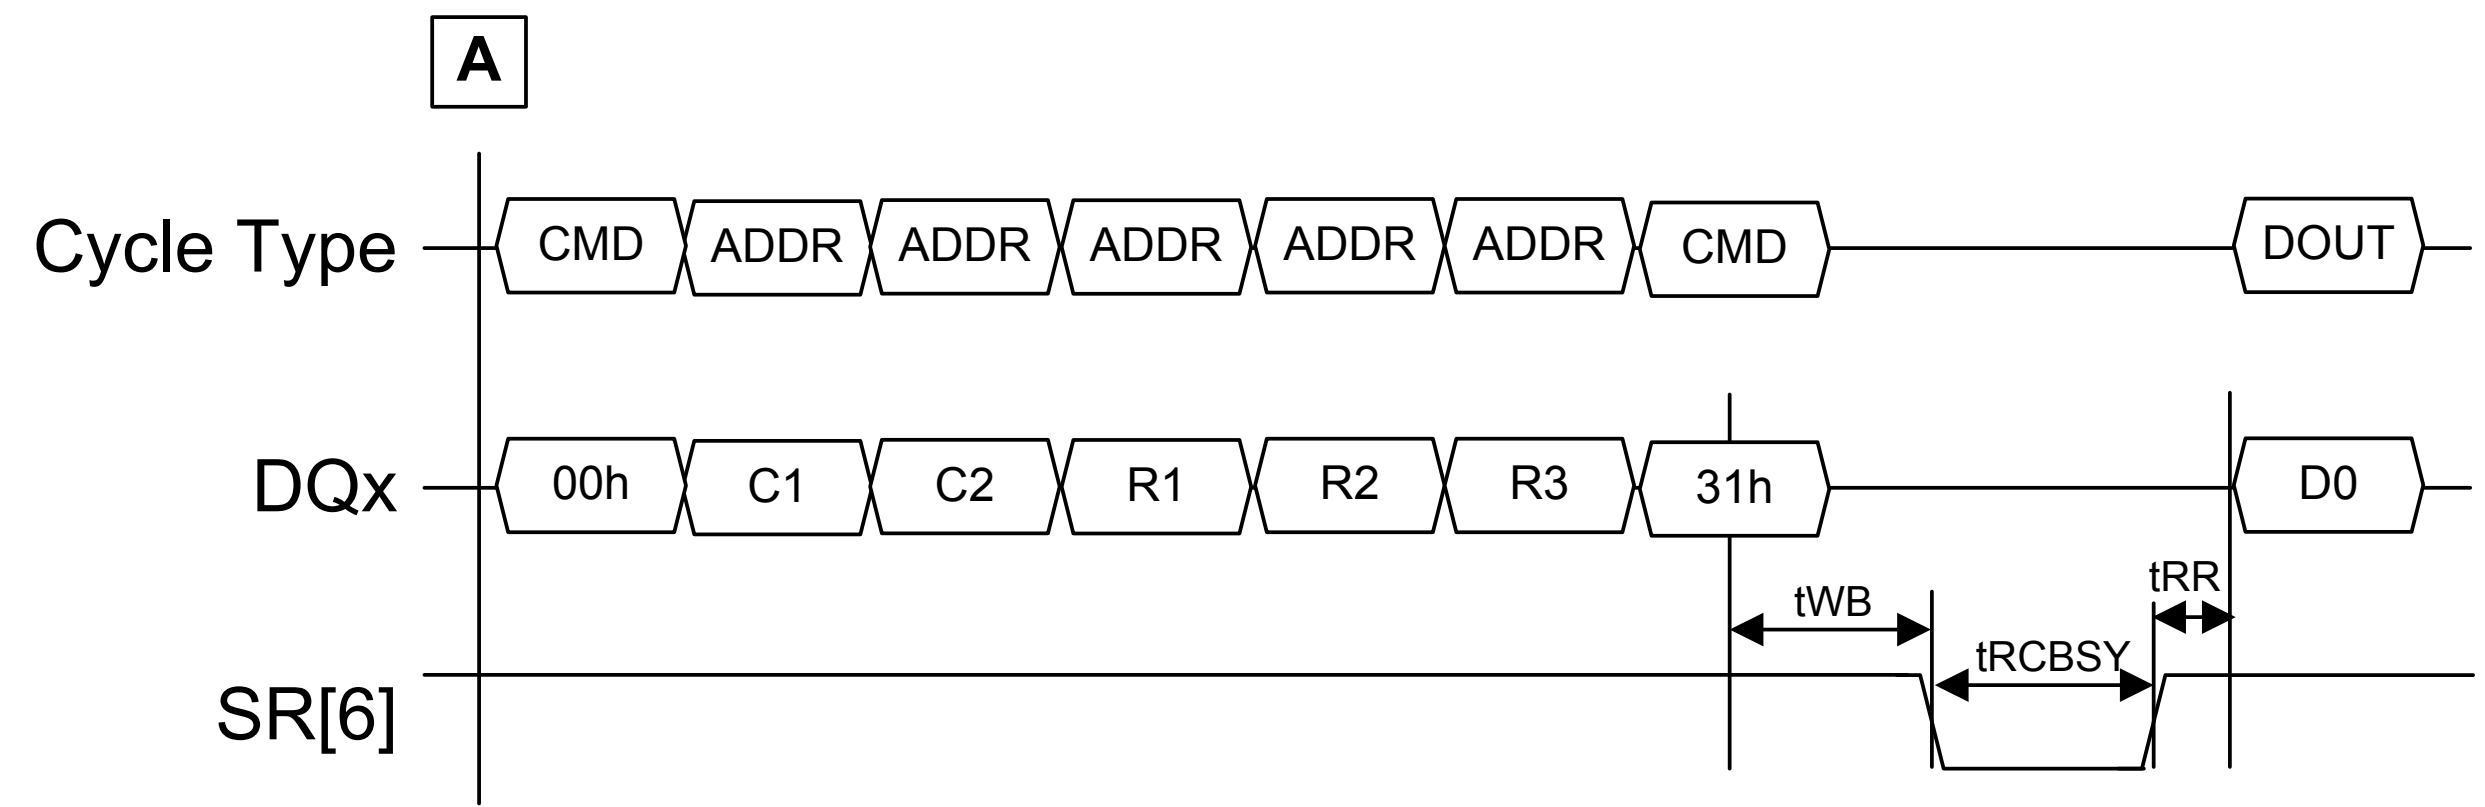 A
Cycle Type CMD ADDR ADDR ADDR ADDR ADDR CMD DOUT
DQx 00h C1 C2 R1 R2 R3 31h D0
tRR
tWB
tRCBSY
SR[6]